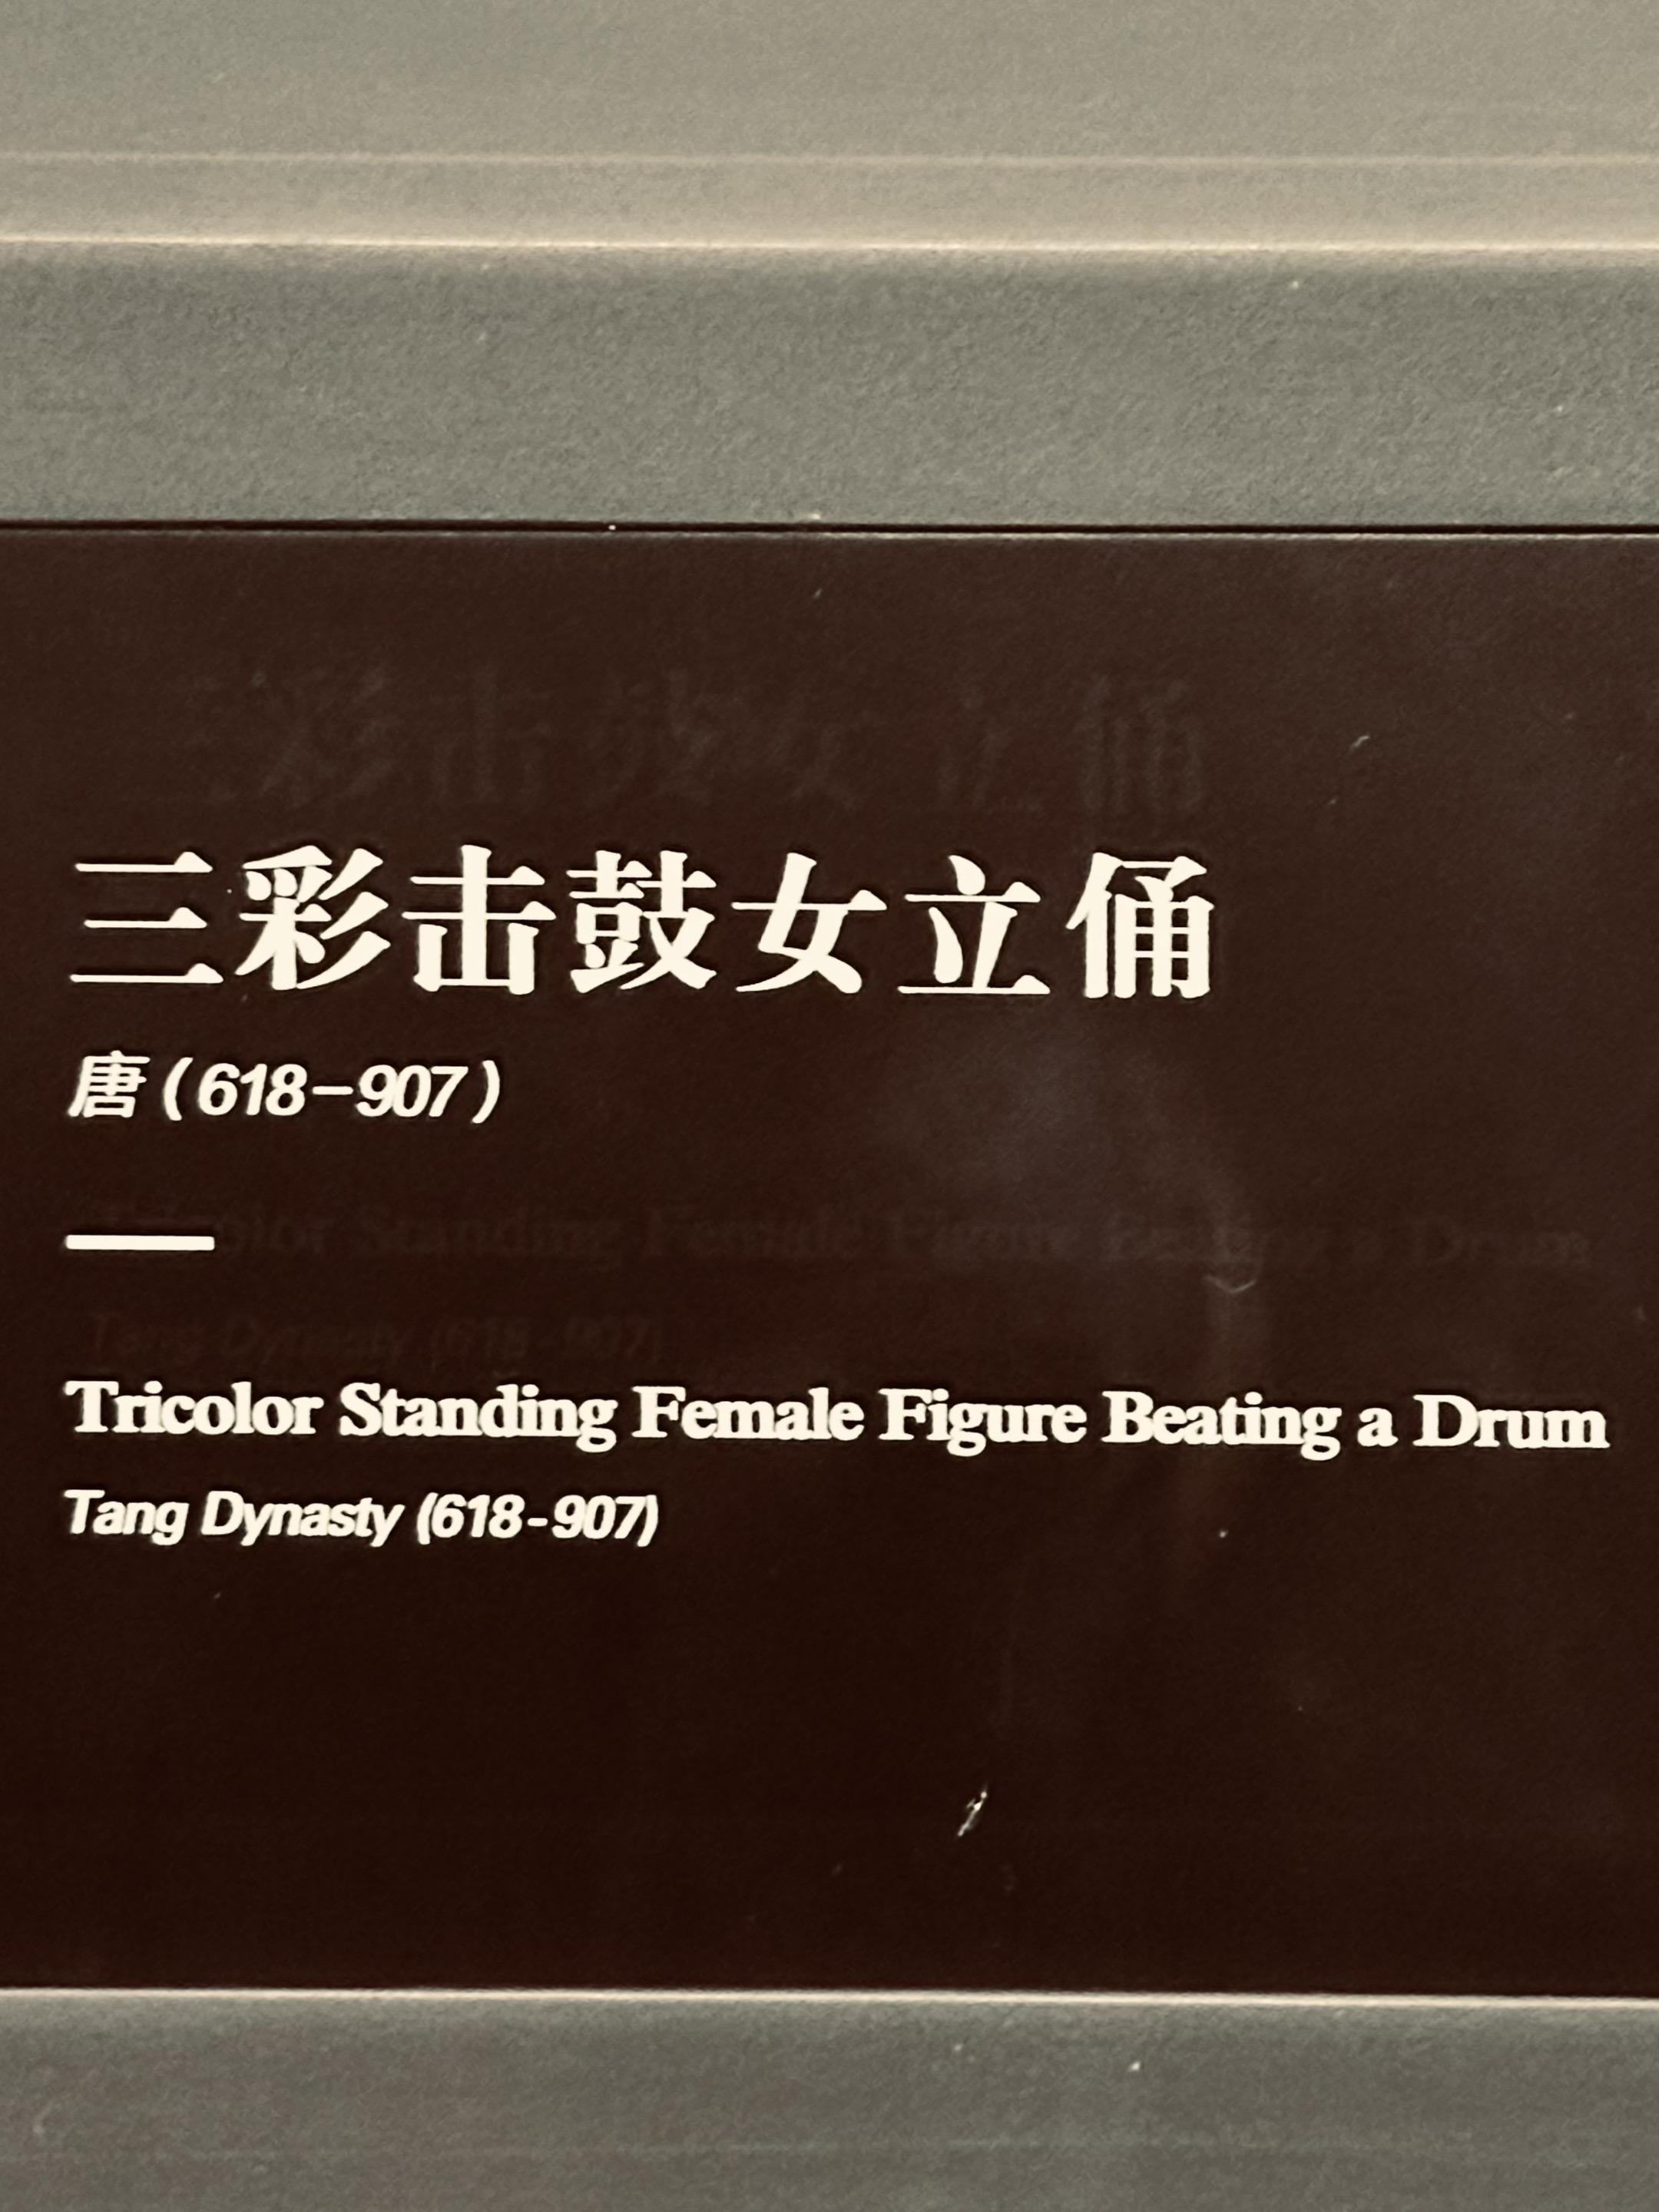 三彩击鼓女立俑
唐（618-907）
Tricolor Standing Female Figure Beating a Drum
Tang Dynasty (618-907)